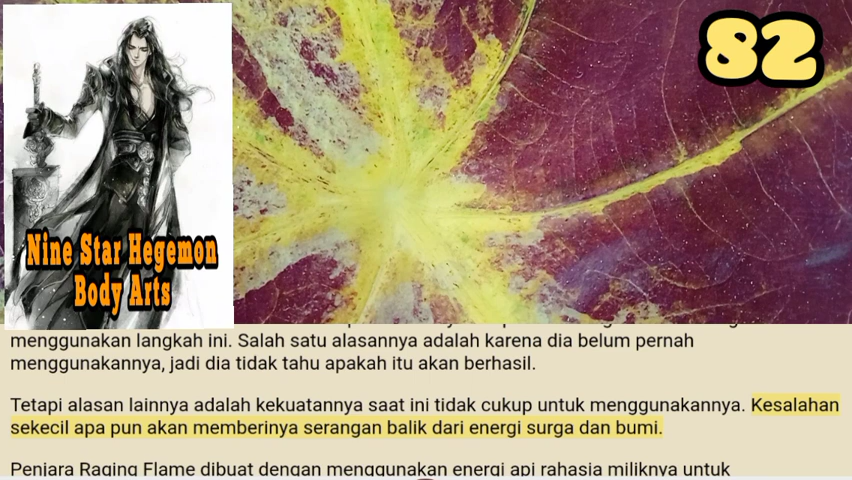 82
Nine Star Hegemon
Body Arts
menggunakan langkah ini. Salah satu alasannya adalah karena dia belum pernah
menggunakannya, jadi dia tidak tahu apakah itu akan berhasil.
Tetapi alasan lainnya adalah kekuatannya saat ini tidak cukup untuk menggunakannya. Kesalahan
sekecil apa pun akan memberinya serangan balik dari energi surga dan bumi.
Penjara Raging Flame dibuat dengan menggunakan energi api rahasia miliknya untuk